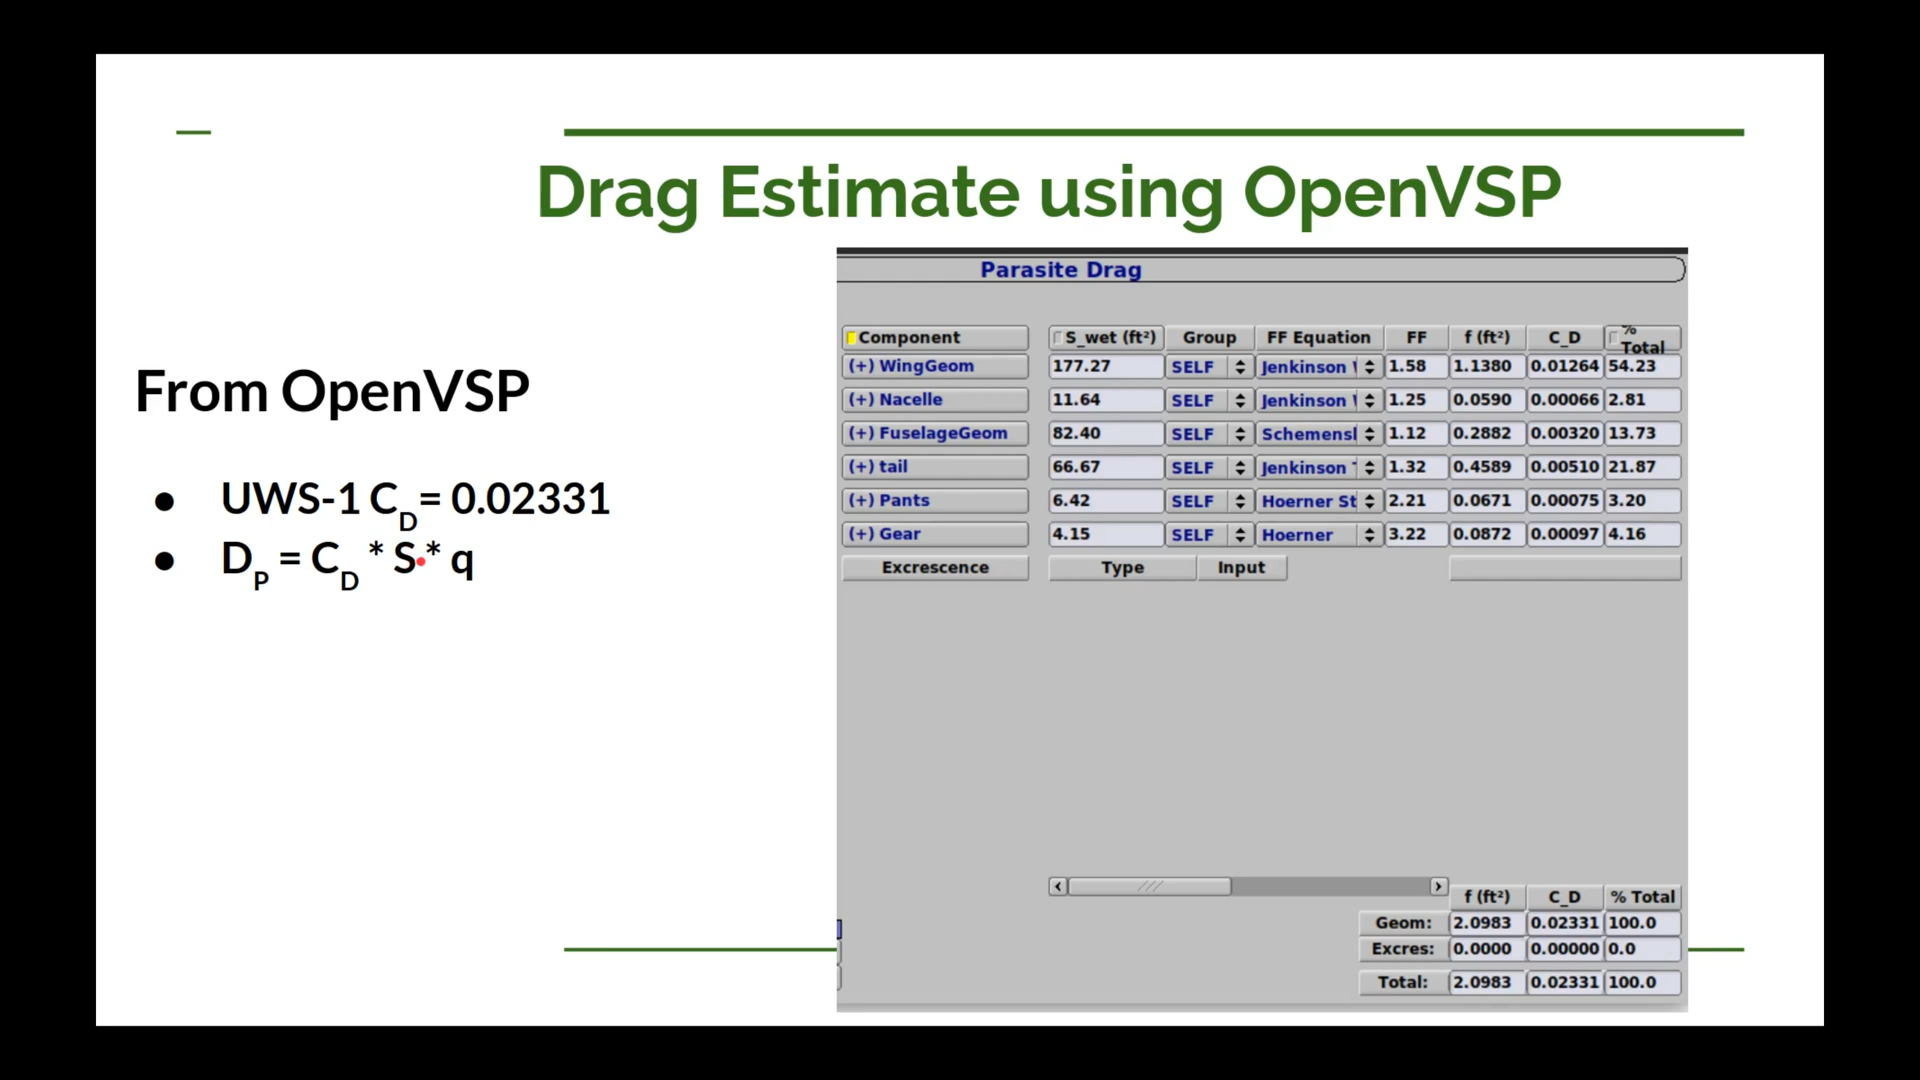 Drag Estimate using OpenVSP
From OpenVSP
● UWS-1 C_D = 0.02331
● D_P = C_D * S * q
Parasite Drag
Component S_wet (ft²) Group FF Equation FF f (ft²) C_D % Total
(+) WingGeom 177.27 SELF Jenkinson 1.58 1.1380 0.01264 54.23
(+) Nacelle 11.64 SELF Jenkinson 1.25 0.0590 0.00066 2.81
(+) FuselageGeom 82.40 SELF Schemens 1.12 0.2882 0.00320 13.73
(+) tail 66.67 SELF Jenkinson 1.32 0.4589 0.00510 21.87
(+) Pants 6.42 SELF Hoerner St 2.21 0.0671 0.00075 3.20
(+) Gear 4.15 SELF Hoerner 3.22 0.0872 0.00097 4.16
Excrescence Type Input
f (ft²) C_D % Total
Geom: 2.0983 0.02331 100.0
Excres: 0.0000 0.00000 0.0
Total: 2.0983 0.02331 100.0